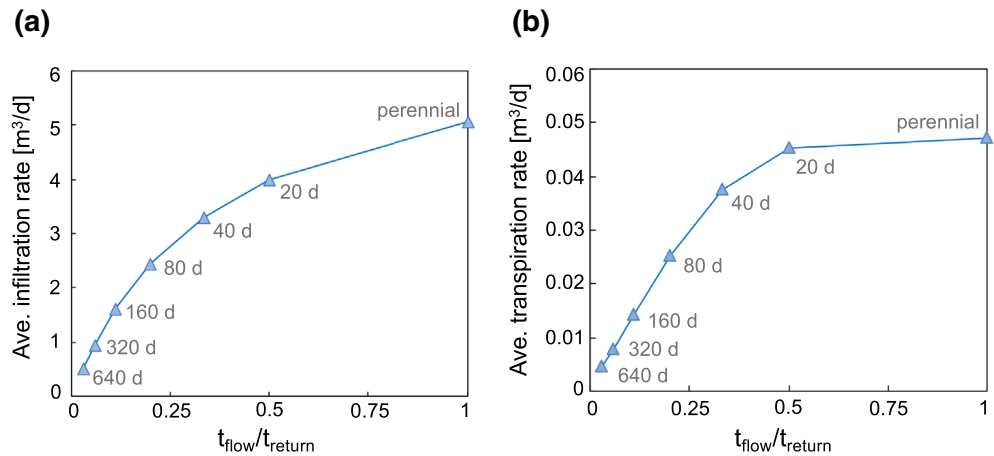 (a)
Ave. infiltration rate [m³/d]
6
5
4
3
2
1
0
perennial
20 d
40 d
80 d
160 d
320 d
640 d
0
0.25
0.5
0.75
1
t_flow/t_return
(b)
Ave. transpiration rate [m³/d]
0.06
0.05
0.04
0.03
0.02
0.01
0
perennial
20 d
40 d
80 d
160 d
320 d
640 d
0
0.25
0.5
0.75
1
t_flow/t_return